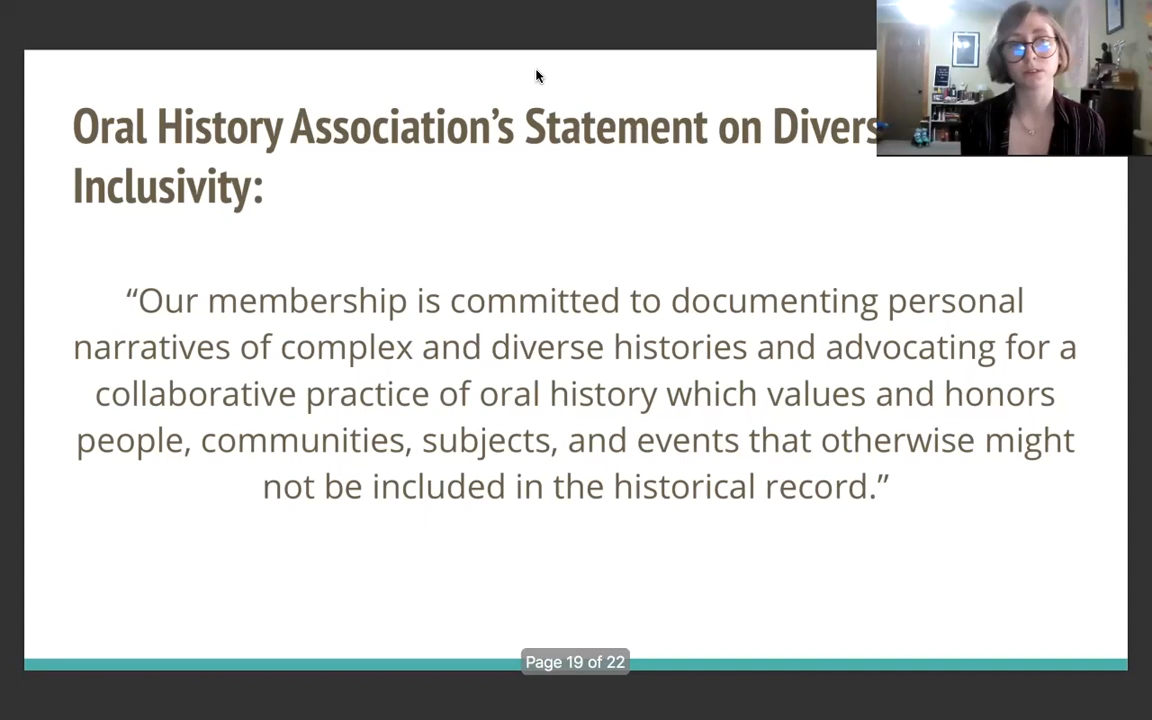 Oral History Association’s Statement on Divers
Inclusivity:
“Our membership is committed to documenting personal
narratives of complex and diverse histories and advocating for a
collaborative practice of oral history which values and honors
people, communities, subjects, and events that otherwise might
not be included in the historical record.”
Page 19 of 22